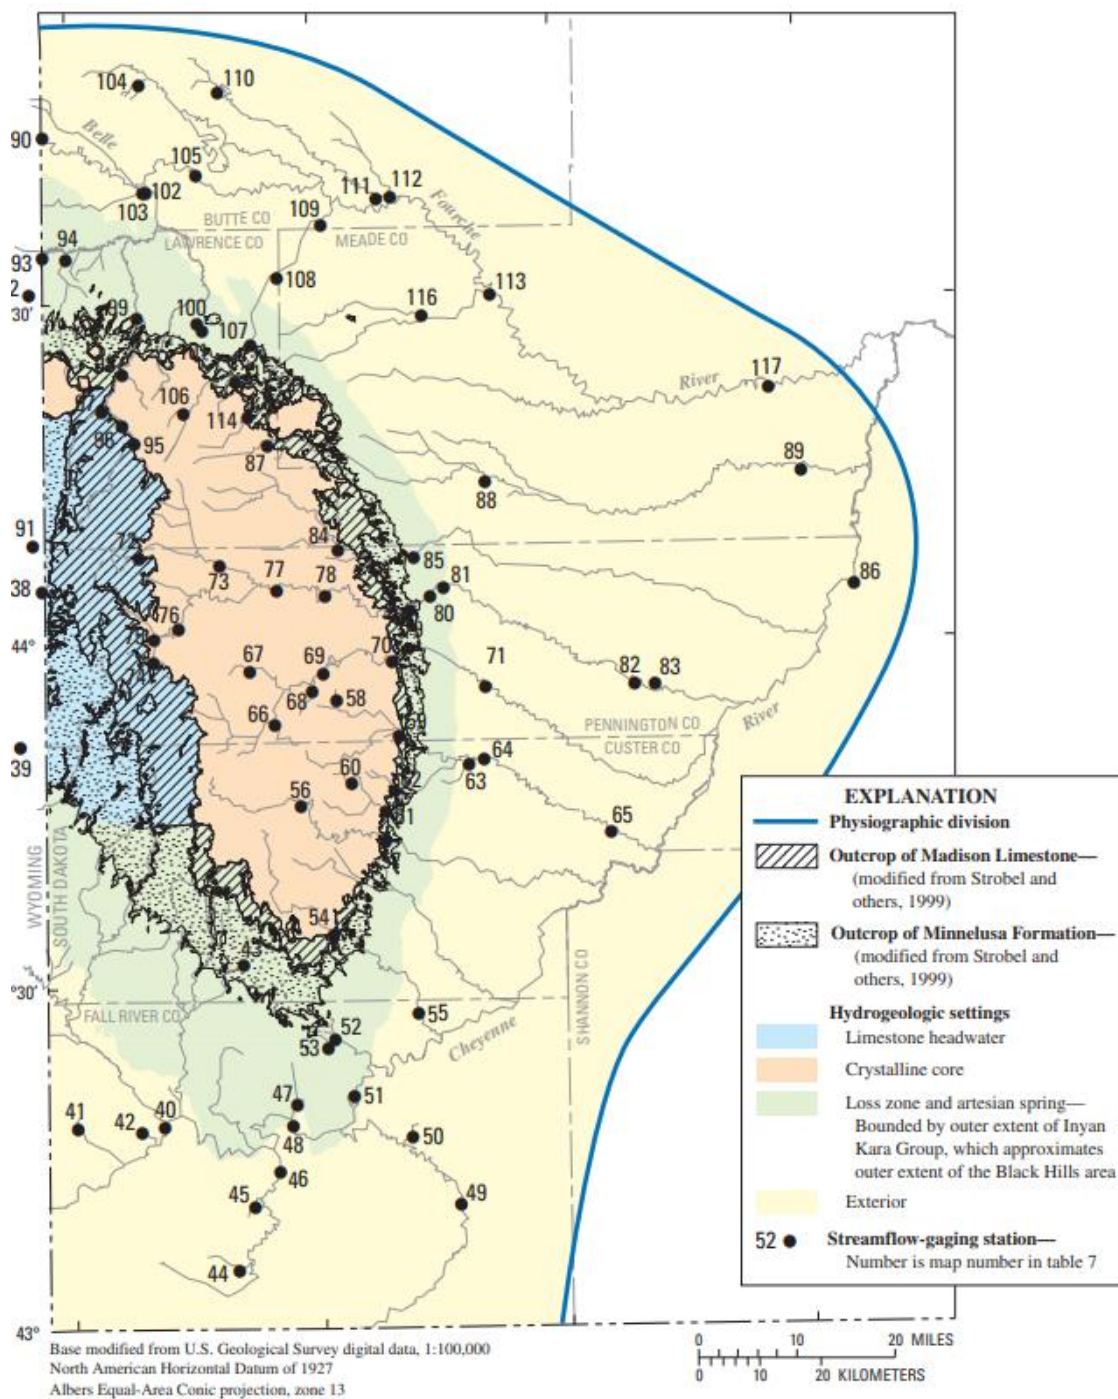 104
110
90
Belle
105
102
103
111
112
Fourche
109
BUTTE CO
LAWRENCE CO
MEADE CO
94
93
108
113
2
30'
99
100
116
107
117
River
106
114
96
95
87
89
88
91
84
85
73
77
78
81
80
86
38
76
44°
70
67
69
71
82
83
68
58
66
River
PENNINGTON CO
CUSTER CO
59
64
63
39
60
56
65
WYOMING
SOUTH DAKOTA
54
°30'
FALL RIVER CO
SHANNON CO
55
Cheyenne
52
53
47
51
41
42
40
48
50
46
45
49
44
43°
EXPLANATION
Physiographic division
Outcrop of Madison Limestone—
(modified from Strobel and
others, 1999)
Outcrop of Minnelusa Formation—
(modified from Strobel and
others, 1999)
Hydrogeologic settings
Limestone headwater
Crystalline core
Loss zone and artesian spring—
Bounded by outer extent of Inyan
Kara Group, which approximates
outer extent of the Black Hills area
Exterior
52
Streamflow-gaging station—
Number is map number in table 7
Base modified from U.S. Geological Survey digital data, 1:100,000
North American Horizontal Datum of 1927
Albers Equal-Area Conic projection, zone 13
0 10 20 MILES
0 10 20 KILOMETERS